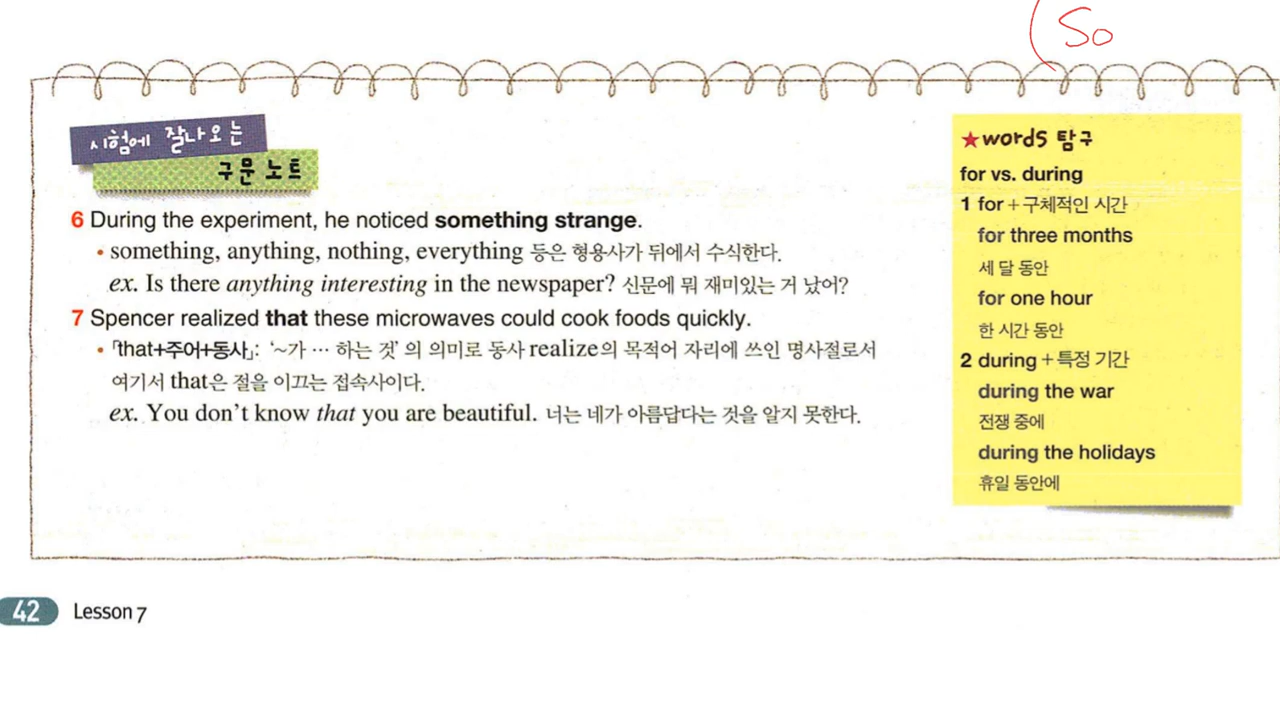 So
시험에 잘나오는
구문 노트
6 During the experiment, he noticed something strange.
• something, anything, nothing, everything 등은 형용사가 뒤에서 수식한다.
ex. Is there anything interesting in the newspaper? 신문에 뭐 재미있는 거 났어?
7 Spencer realized that these microwaves could cook foods quickly.
• 「that+주어+동사」: ‘~가 … 하는 것’ 의 의미로 동사 realize의 목적어 자리에 쓰인 명사절로서
여기서 that은 절을 이끄는 접속사이다.
ex. You don’t know that you are beautiful. 너는 네가 아름답다는 것을 알지 못한다.
★words 탐구
for vs. during
1 for + 구체적인 시간
for three months
세 달 동안
for one hour
한 시간 동안
2 during + 특정 기간
during the war
전쟁 중에
during the holidays
휴일 동안에
42 Lesson 7